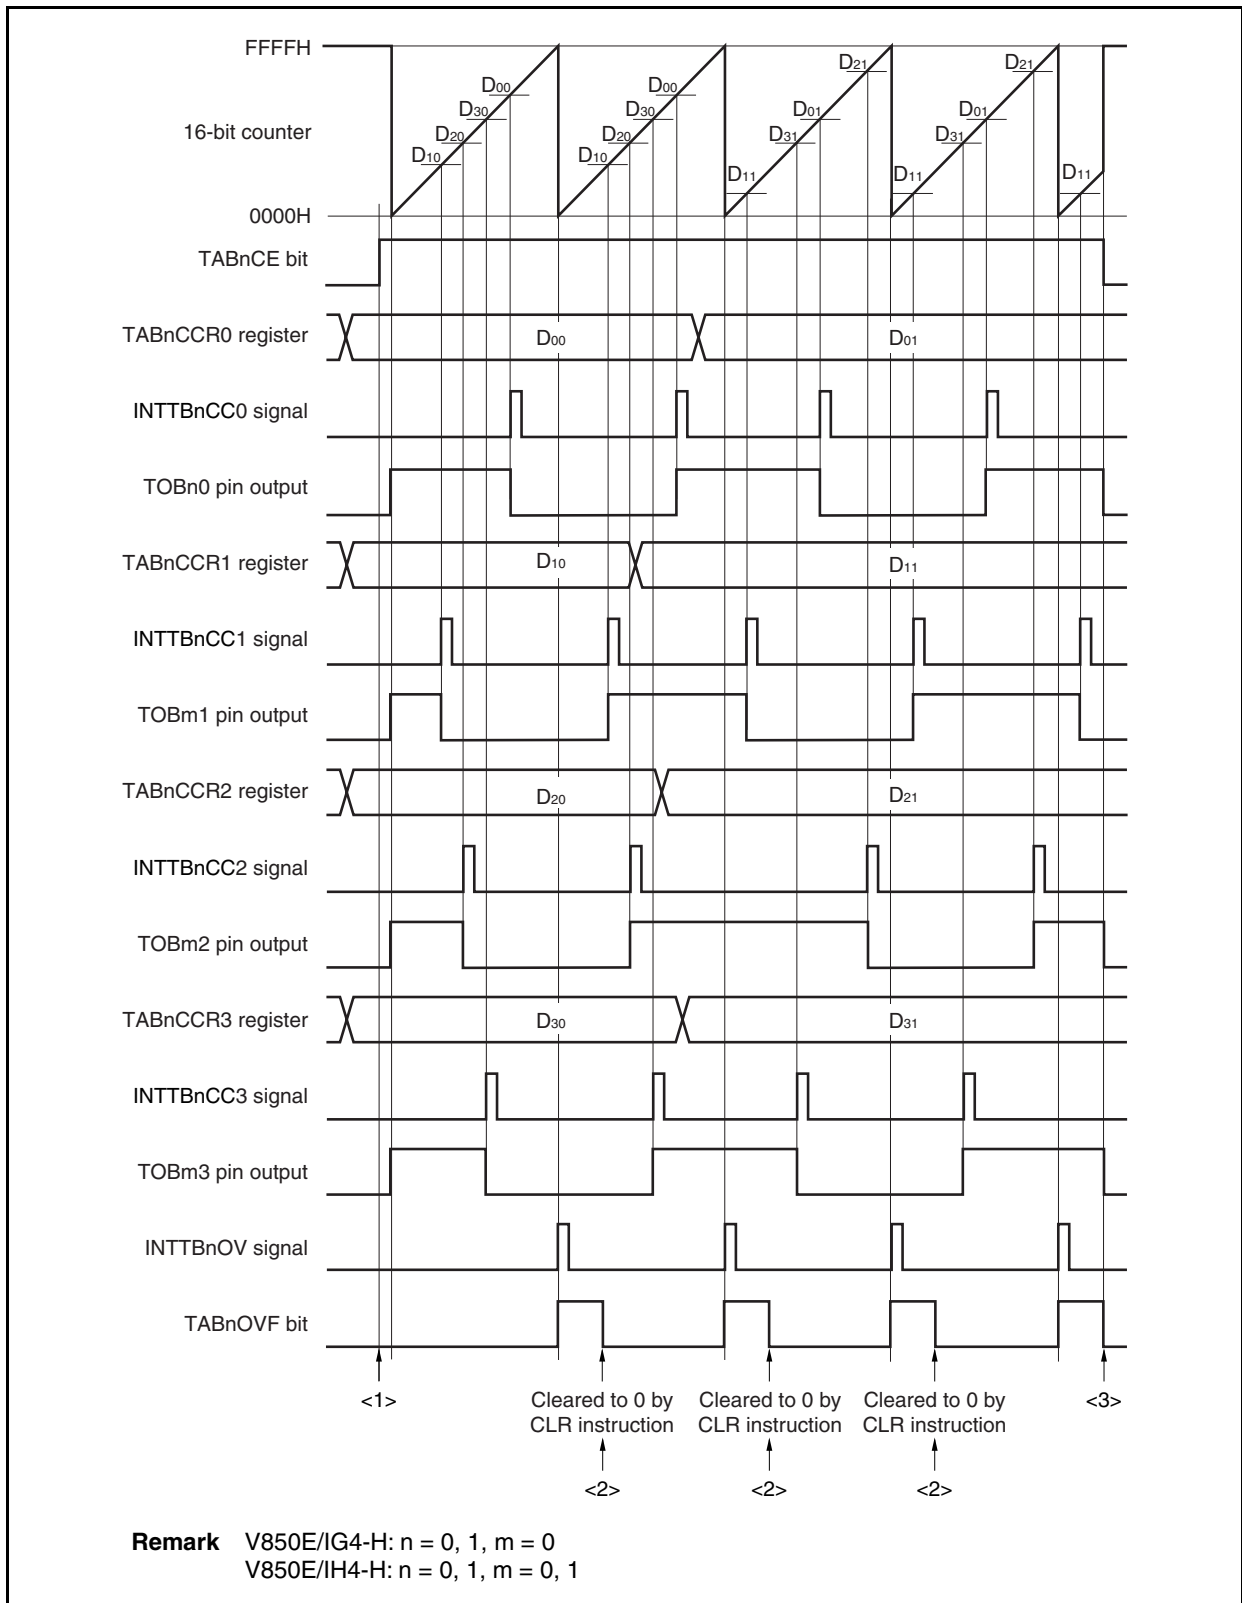 FFFFH
D00 D00 D21 D21
D30 D30 D01 D01
16-bit counter
D20 D20 D31 D31
D10 D10 D11 D11 D11
0000H
TABnCE bit
TABnCCR0 register D00 D01
INTTBnCC0 signal
TOBn0 pin output
TABnCCR1 register D10 D11
INTTBnCC1 signal
TOBm1 pin output
TABnCCR2 register D20 D21
INTTBnCC2 signal
TOBm2 pin output
TABnCCR3 register D30 D31
INTTBnCC3 signal
TOBm3 pin output
INTTBnOV signal
TABnOVF bit
<1> Cleared to 0 by Cleared to 0 by Cleared to 0 by <3>
CLR instruction CLR instruction CLR instruction
<2> <2> <2>
Remark V850E/IG4-H: n = 0, 1, m = 0
V850E/IH4-H: n = 0, 1, m = 0, 1